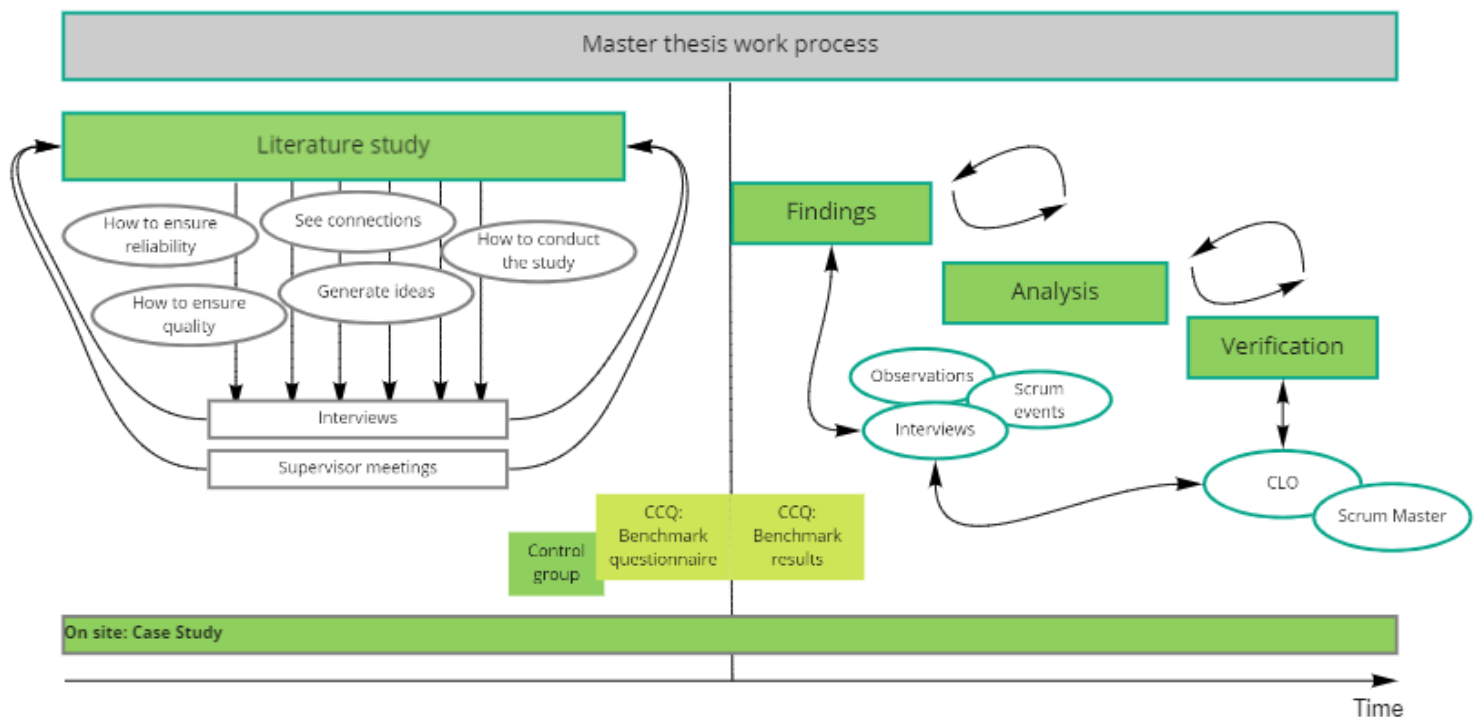 Master thesis work process
Literature study
How to ensure
reliability
See connections
How to conduct
the study
How to ensure
quality
Generate ideas
Interviews
Supervisor meetings
Findings
Analysis
Verification
Observations
Scrum
events
Interviews
CLO
Scrum Master
Control
group
CCQ:
Benchmark
questionnaire
CCQ:
Benchmark
results
On site: Case Study
Time